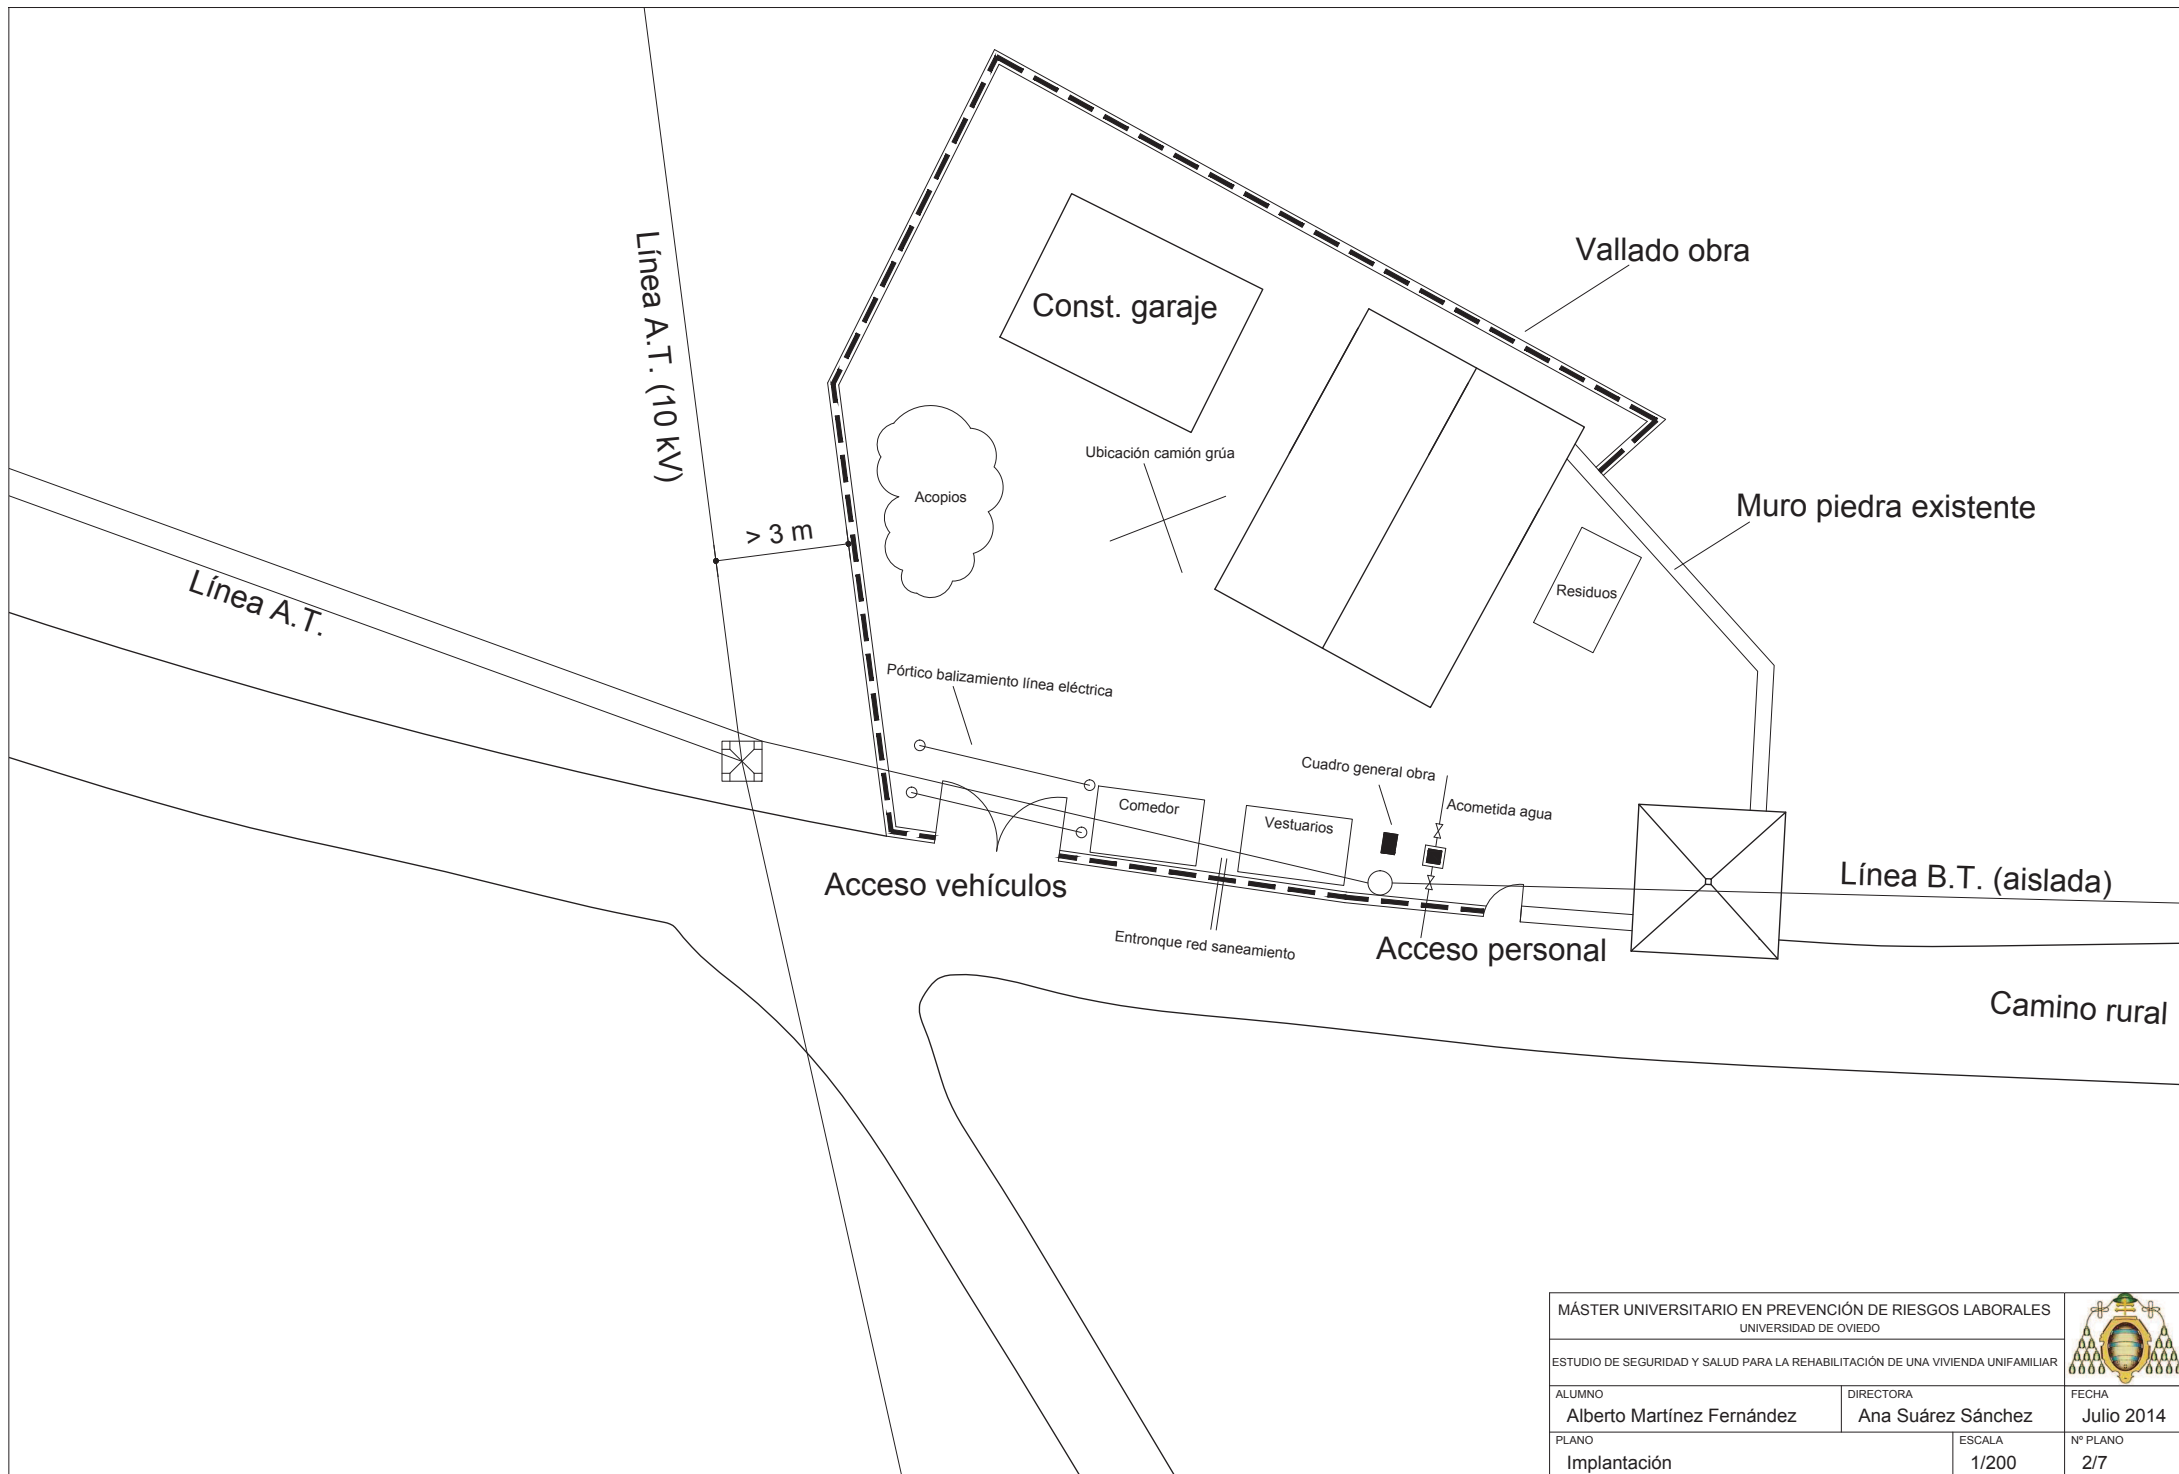 Vallado obra
Línea A.T. (10 kV)
Const. garaje
Ubicación camión grúa
Acopios
Muro piedra existente
> 3 m
Línea A.T.
Residuos
Pórtico balizamiento línea eléctrica
Cuadro general obra
Comedor
Vestuarios
Acometida agua
Acceso vehículos
Línea B.T. (aislada)
Entronque red saneamiento
Acceso personal
Camino rural
MÁSTER UNIVERSITARIO EN PREVENCIÓN DE RIESGOS LABORALES
UNIVERSIDAD DE OVIEDO
ESTUDIO DE SEGURIDAD Y SALUD PARA LA REHABILITACIÓN DE UNA VIVIENDA UNIFAMILIAR
ALUMNO
Alberto Martínez Fernández
DIRECTORA
Ana Suárez Sánchez
FECHA
Julio 2014
PLANO
Implantación
ESCALA
1/200
Nº PLANO
2/7